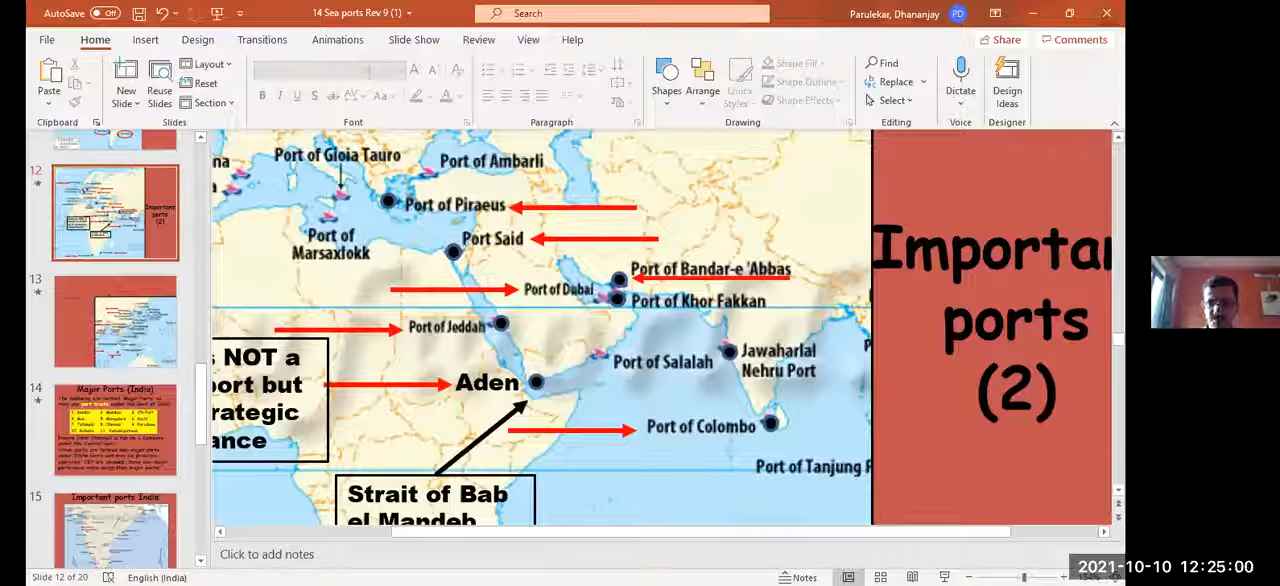 AutoSave Off
14 Sea ports Rev 9 (1)
Search
Parulekar, Dhananjay PD
File Home Insert Design Transitions Animations Slide Show Review View Help
Share Comments
Paste
Clipboard
New Slide
Reuse Slides
Layout
Reset
Section
Slides
B I U S ab AV Aa A
Font
Paragraph
Shapes Arrange Quick Styles
Shape Fill
Shape Outline
Shape Effects
Drawing
Find
Replace
Select
Editing
Dictate
Voice
Design Ideas
Designer
12
Important
ports
(2)
13
14
Major Ports (India)
15
Important ports India
na
a
Port of Gioia Tauro
Port of Ambarli
Port of Piraeus
Port of
Marsaxlokk
Port Said
Port of Bandar-e 'Abbas
Port of Dubai
Port of Khor Fakkan
Port of Jeddah
Port of Salalah
Jawaharlal
Nehru Port
s NOT a
port but
rategic
ance
Aden
Port of Colombo
Port of Tanjung P
Strait of Bab
el Mandeb
Importan
ports
(2)
Click to add notes
Slide 12 of 20
English (India)
Notes
2021-10-10 12:25:00